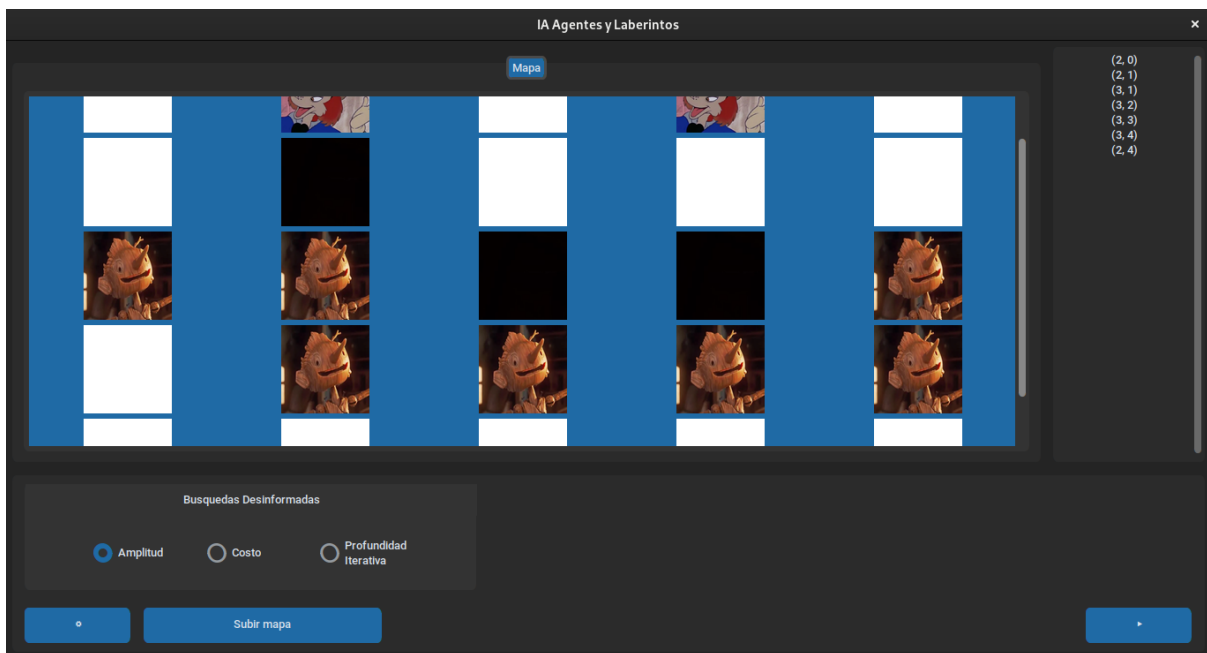 IA Agentes y Laberintos
Mapa
(2, 0)
(2, 1)
(3, 1)
(3, 2)
(3, 3)
(3, 4)
(2, 4)
Busquedas Desinformadas
Amplitud
Costo
Profundidad
Iterativa
Subir mapa